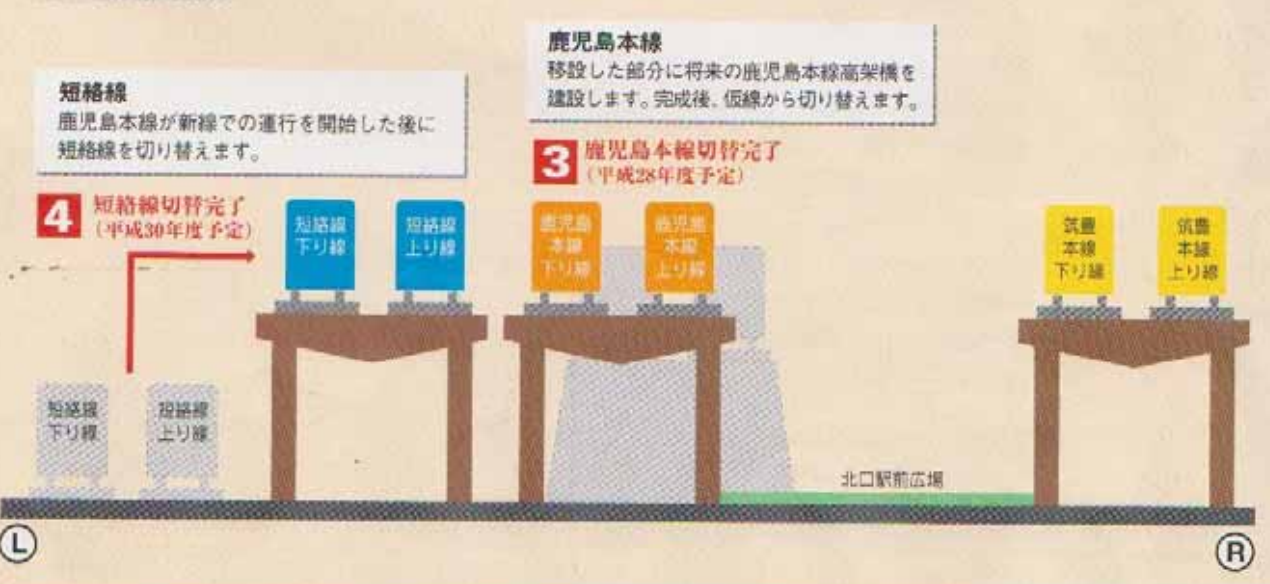 短絡線
鹿児島本線が新線での運行を開始した後に
短絡線を切り替えます。
4 短絡線切替完了
(平成30年度予定)
鹿児島本線
移設した部分に将来の鹿児島本線高架橋を
建設します。完成後、仮線から切り替えます。
3 鹿児島本線切替完了
(平成28年度予定)
短絡線
下り線
短絡線
上り線
鹿児島
本線
下り線
鹿児島
本線
上り線
筑豊
本線
下り線
筑豊
本線
上り線
短絡線
下り線
短絡線
上り線
北口駅前広場
L
R